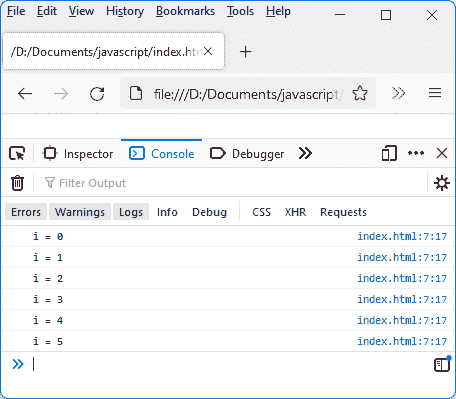 File Edit View History Bookmarks Tools Help
/D:/Documents/javascript/index.htm
file:///D:/Documents/javascript/
Inspector Console Debugger
Filter Output
Errors Warnings Logs Info Debug CSS XHR Requests
i = 0 index.html:7:17
i = 1 index.html:7:17
i = 2 index.html:7:17
i = 3 index.html:7:17
i = 4 index.html:7:17
i = 5 index.html:7:17